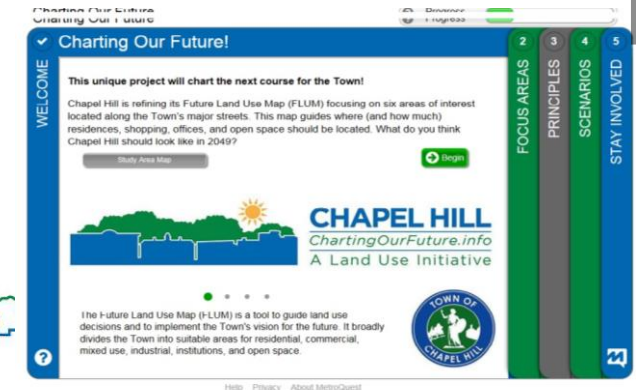 Charting Our Future
Charting Our Future
Progress
Progress
Charting Our Future!
WELCOME
This unique project will chart the next course for the Town!
Chapel Hill is refining its Future Land Use Map (FLUM) focusing on six areas of interest
located along the Town's major streets. This map guides where (and how much)
residences, shopping, offices, and open space should be located. What do you think
Chapel Hill should look like in 2049?
Study Area Map
Begin
CHAPEL HILL
ChartingOurFuture.info
A Land Use Initiative
The Future Land Use Map (FLUM) is a tool to guide land use
decisions and to implement the Town's vision for the future. It broadly
divides the Town into suitable areas for residential, commercial,
mixed use, industrial, institutions, and open space.
TOWN OF
CHAPEL HILL
?
2
FOCUS AREAS
3
PRINCIPLES
4
SCENARIOS
5
STAY INVOLVED
Help Privacy About MetroQuest